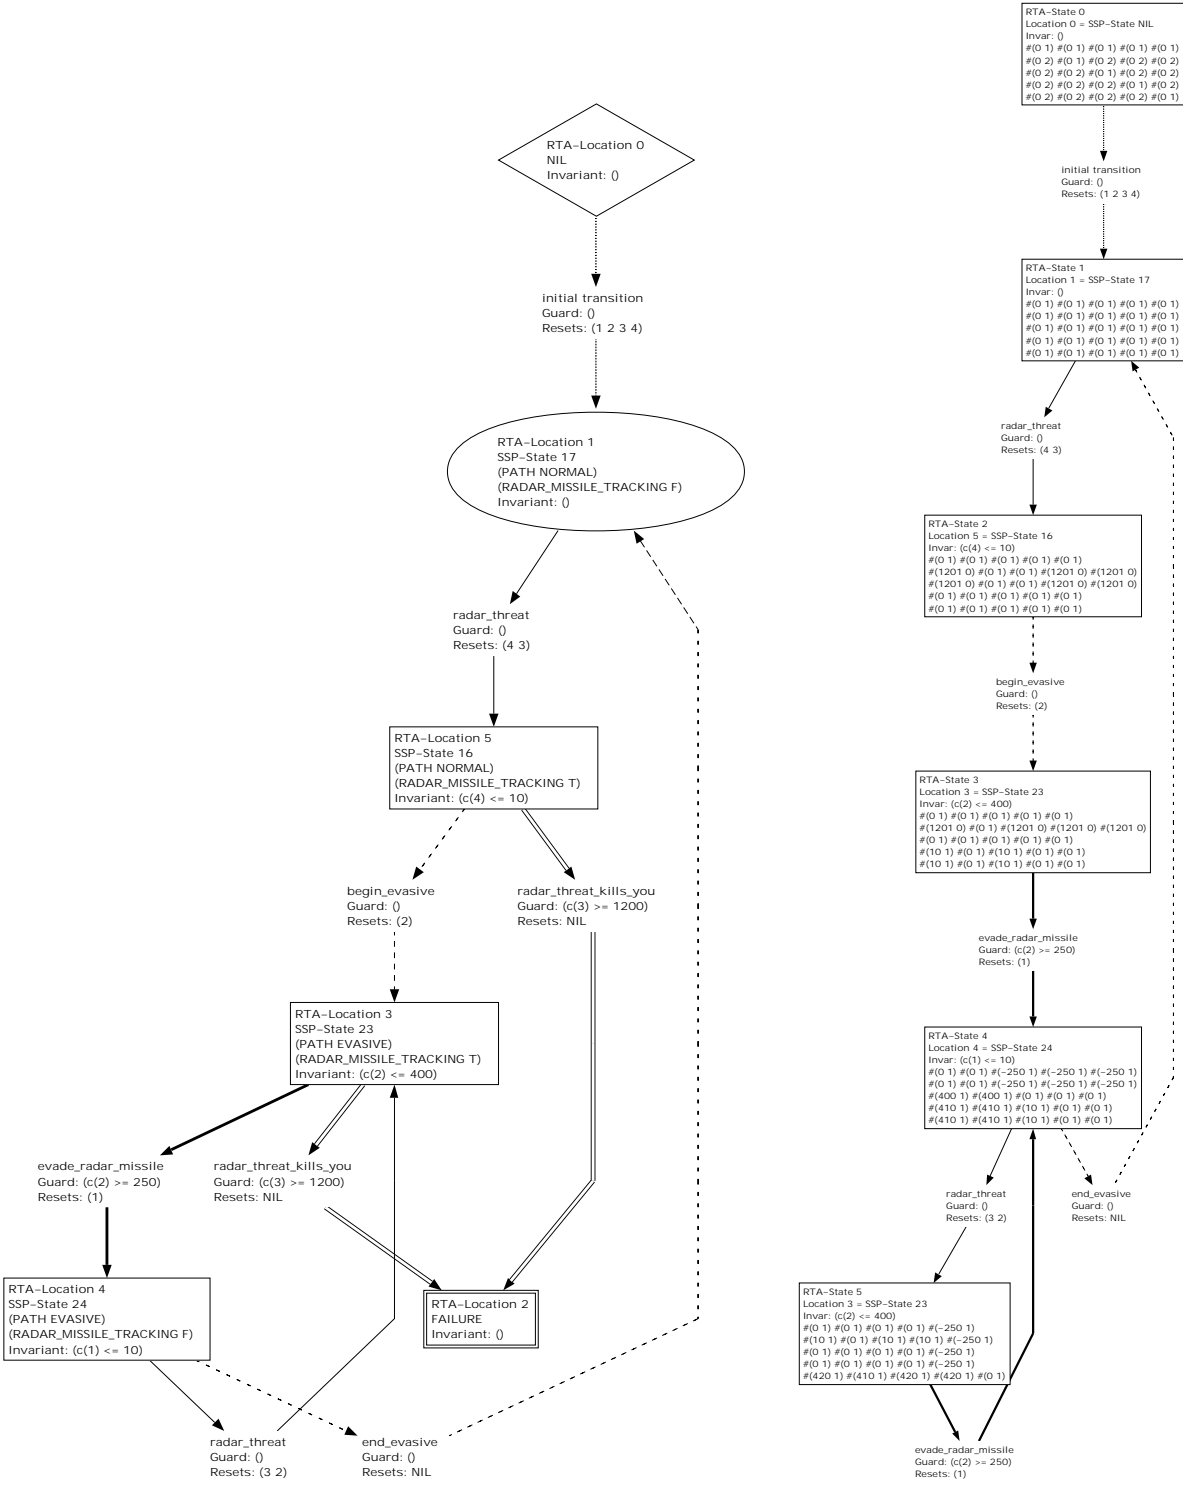 RTA-Location 0
NIL
Invariant: ()
initial transition
Guard: ()
Resets: (1 2 3 4)
RTA-Location 1
SSP-State 17
(PATH NORMAL)
(RADAR_MISSILE_TRACKING F)
Invariant: ()
radar_threat
Guard: ()
Resets: (4 3)
RTA-Location 5
SSP-State 16
(PATH NORMAL)
(RADAR_MISSILE_TRACKING T)
Invariant: (c(4) <= 10)
begin_evasive
Guard: ()
Resets: (2)
radar_threat_kills_you
Guard: (c(3) >= 1200)
Resets: NIL
RTA-Location 3
SSP-State 23
(PATH EVASIVE)
(RADAR_MISSILE_TRACKING T)
Invariant: (c(2) <= 400)
evade_radar_missile
Guard: (c(2) >= 250)
Resets: (1)
radar_threat_kills_you
Guard: (c(3) >= 1200)
Resets: NIL
RTA-Location 4
SSP-State 24
(PATH EVASIVE)
(RADAR_MISSILE_TRACKING F)
Invariant: (c(1) <= 10)
RTA-Location 2
FAILURE
Invariant: ()
radar_threat
Guard: ()
Resets: (3 2)
end_evasive
Guard: ()
Resets: NIL
RTA-State 0
Location 0 = SSP-State NIL
Invar: ()
#(0 1) #(0 1) #(0 1) #(0 1) #(0 1)
#(0 2) #(0 1) #(0 2) #(0 2) #(0 2)
#(0 2) #(0 2) #(0 1) #(0 2) #(0 2)
#(0 2) #(0 2) #(0 2) #(0 1) #(0 2)
#(0 2) #(0 2) #(0 2) #(0 2) #(0 1)
initial transition
Guard: ()
Resets: (1 2 3 4)
RTA-State 1
Location 1 = SSP-State 17
Invar: ()
#(0 1) #(0 1) #(0 1) #(0 1) #(0 1)
#(0 1) #(0 1) #(0 1) #(0 1) #(0 1)
#(0 1) #(0 1) #(0 1) #(0 1) #(0 1)
#(0 1) #(0 1) #(0 1) #(0 1) #(0 1)
#(0 1) #(0 1) #(0 1) #(0 1) #(0 1)
radar_threat
Guard: ()
Resets: (4 3)
RTA-State 2
Location 5 = SSP-State 16
Invar: (c(4) <= 10)
#(0 1) #(0 1) #(0 1) #(0 1) #(0 1)
#(1201 0) #(0 1) #(0 1) #(1201 0) #(1201 0)
#(1201 0) #(0 1) #(0 1) #(1201 0) #(1201 0)
#(0 1) #(0 1) #(0 1) #(0 1) #(0 1)
#(0 1) #(0 1) #(0 1) #(0 1) #(0 1)
begin_evasive
Guard: ()
Resets: (2)
RTA-State 3
Location 3 = SSP-State 23
Invar: (c(2) <= 400)
#(0 1) #(0 1) #(0 1) #(0 1) #(0 1)
#(1201 0) #(0 1) #(1201 0) #(1201 0) #(1201 0)
#(0 1) #(0 1) #(0 1) #(0 1) #(0 1)
#(10 1) #(0 1) #(10 1) #(0 1) #(0 1)
#(10 1) #(0 1) #(10 1) #(0 1) #(0 1)
evade_radar_missile
Guard: (c(2) >= 250)
Resets: (1)
RTA-State 4
Location 4 = SSP-State 24
Invar: (c(1) <= 10)
#(0 1) #(0 1) #(-250 1) #(-250 1) #(-250 1)
#(0 1) #(0 1) #(-250 1) #(-250 1) #(-250 1)
#(400 1) #(400 1) #(0 1) #(0 1) #(0 1)
#(410 1) #(410 1) #(10 1) #(0 1) #(0 1)
#(410 1) #(410 1) #(10 1) #(0 1) #(0 1)
radar_threat
Guard: ()
Resets: (3 2)
end_evasive
Guard: ()
Resets: NIL
RTA-State 5
Location 3 = SSP-State 23
Invar: (c(2) <= 400)
#(0 1) #(0 1) #(0 1) #(0 1) #(-250 1)
#(10 1) #(0 1) #(10 1) #(10 1) #(-250 1)
#(0 1) #(0 1) #(0 1) #(0 1) #(-250 1)
#(0 1) #(0 1) #(0 1) #(0 1) #(-250 1)
#(420 1) #(410 1) #(420 1) #(420 1) #(0 1)
evade_radar_missile
Guard: (c(2) >= 250)
Resets: (1)